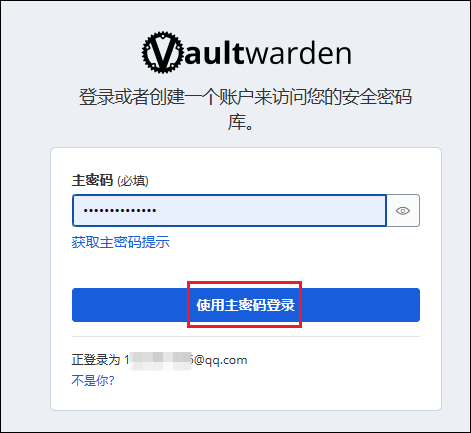 Vaultwarden
登录或者创建一个账户来访问您的安全密码
库。
主密码 (必填)
获取主密码提示
使用主密码登录
正登录为 1 6@qq.com
不是你?